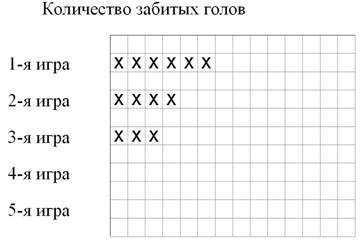 Количество забитых голов
1-я игра X X X X X X
2-я игра X X X X
3-я игра X X X
4-я игра
5-я игра